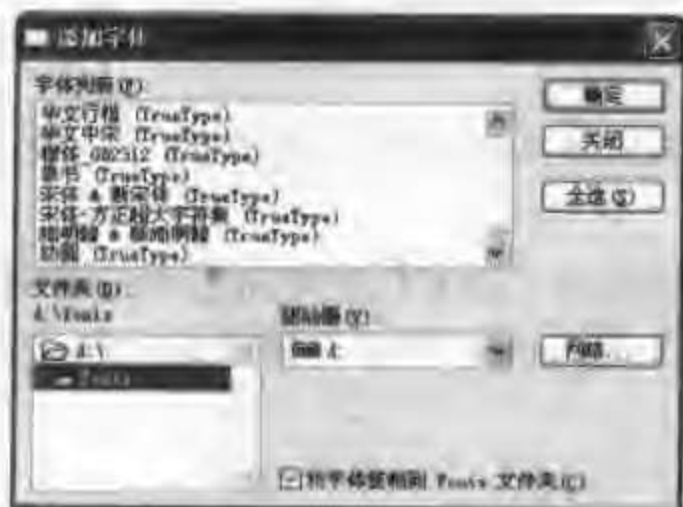 添加字体
字体列表(F):
华文行楷 (TrueType)
华文中宋 (TrueType)
楷体_GB2312 (TrueType)
隶书 (TrueType)
宋体 & 新宋体 (TrueType)
宋体-方正超大字符集 (TrueType)
細明體 & 新細明體 (TrueType)
幼圆 (TrueType)
确定
关闭
全选(S)
文件夹(D):
\Fonts
驱动器(V):
网络...
Fonts
将字体复制到 Fonts 文件夹(C)